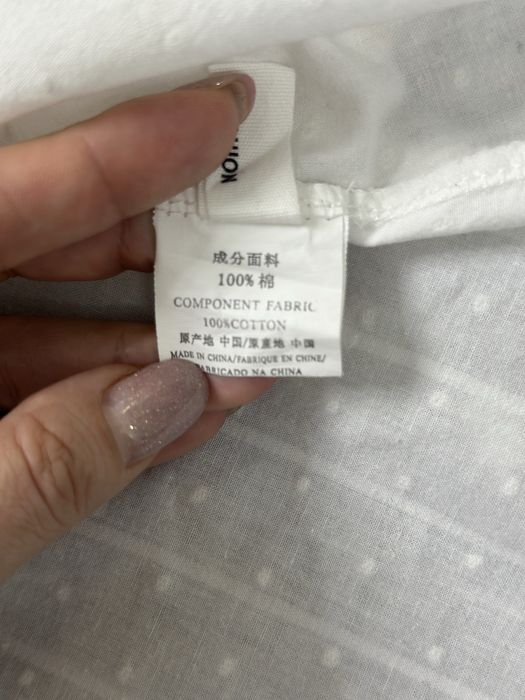 成分面料
100% 棉
COMPONENT FABRIC
100%COTTON
原产地 中国/原產地 中國
MADE IN CHINA/FABRIQUE EN CHINE/
FABRICADO NA CHINA